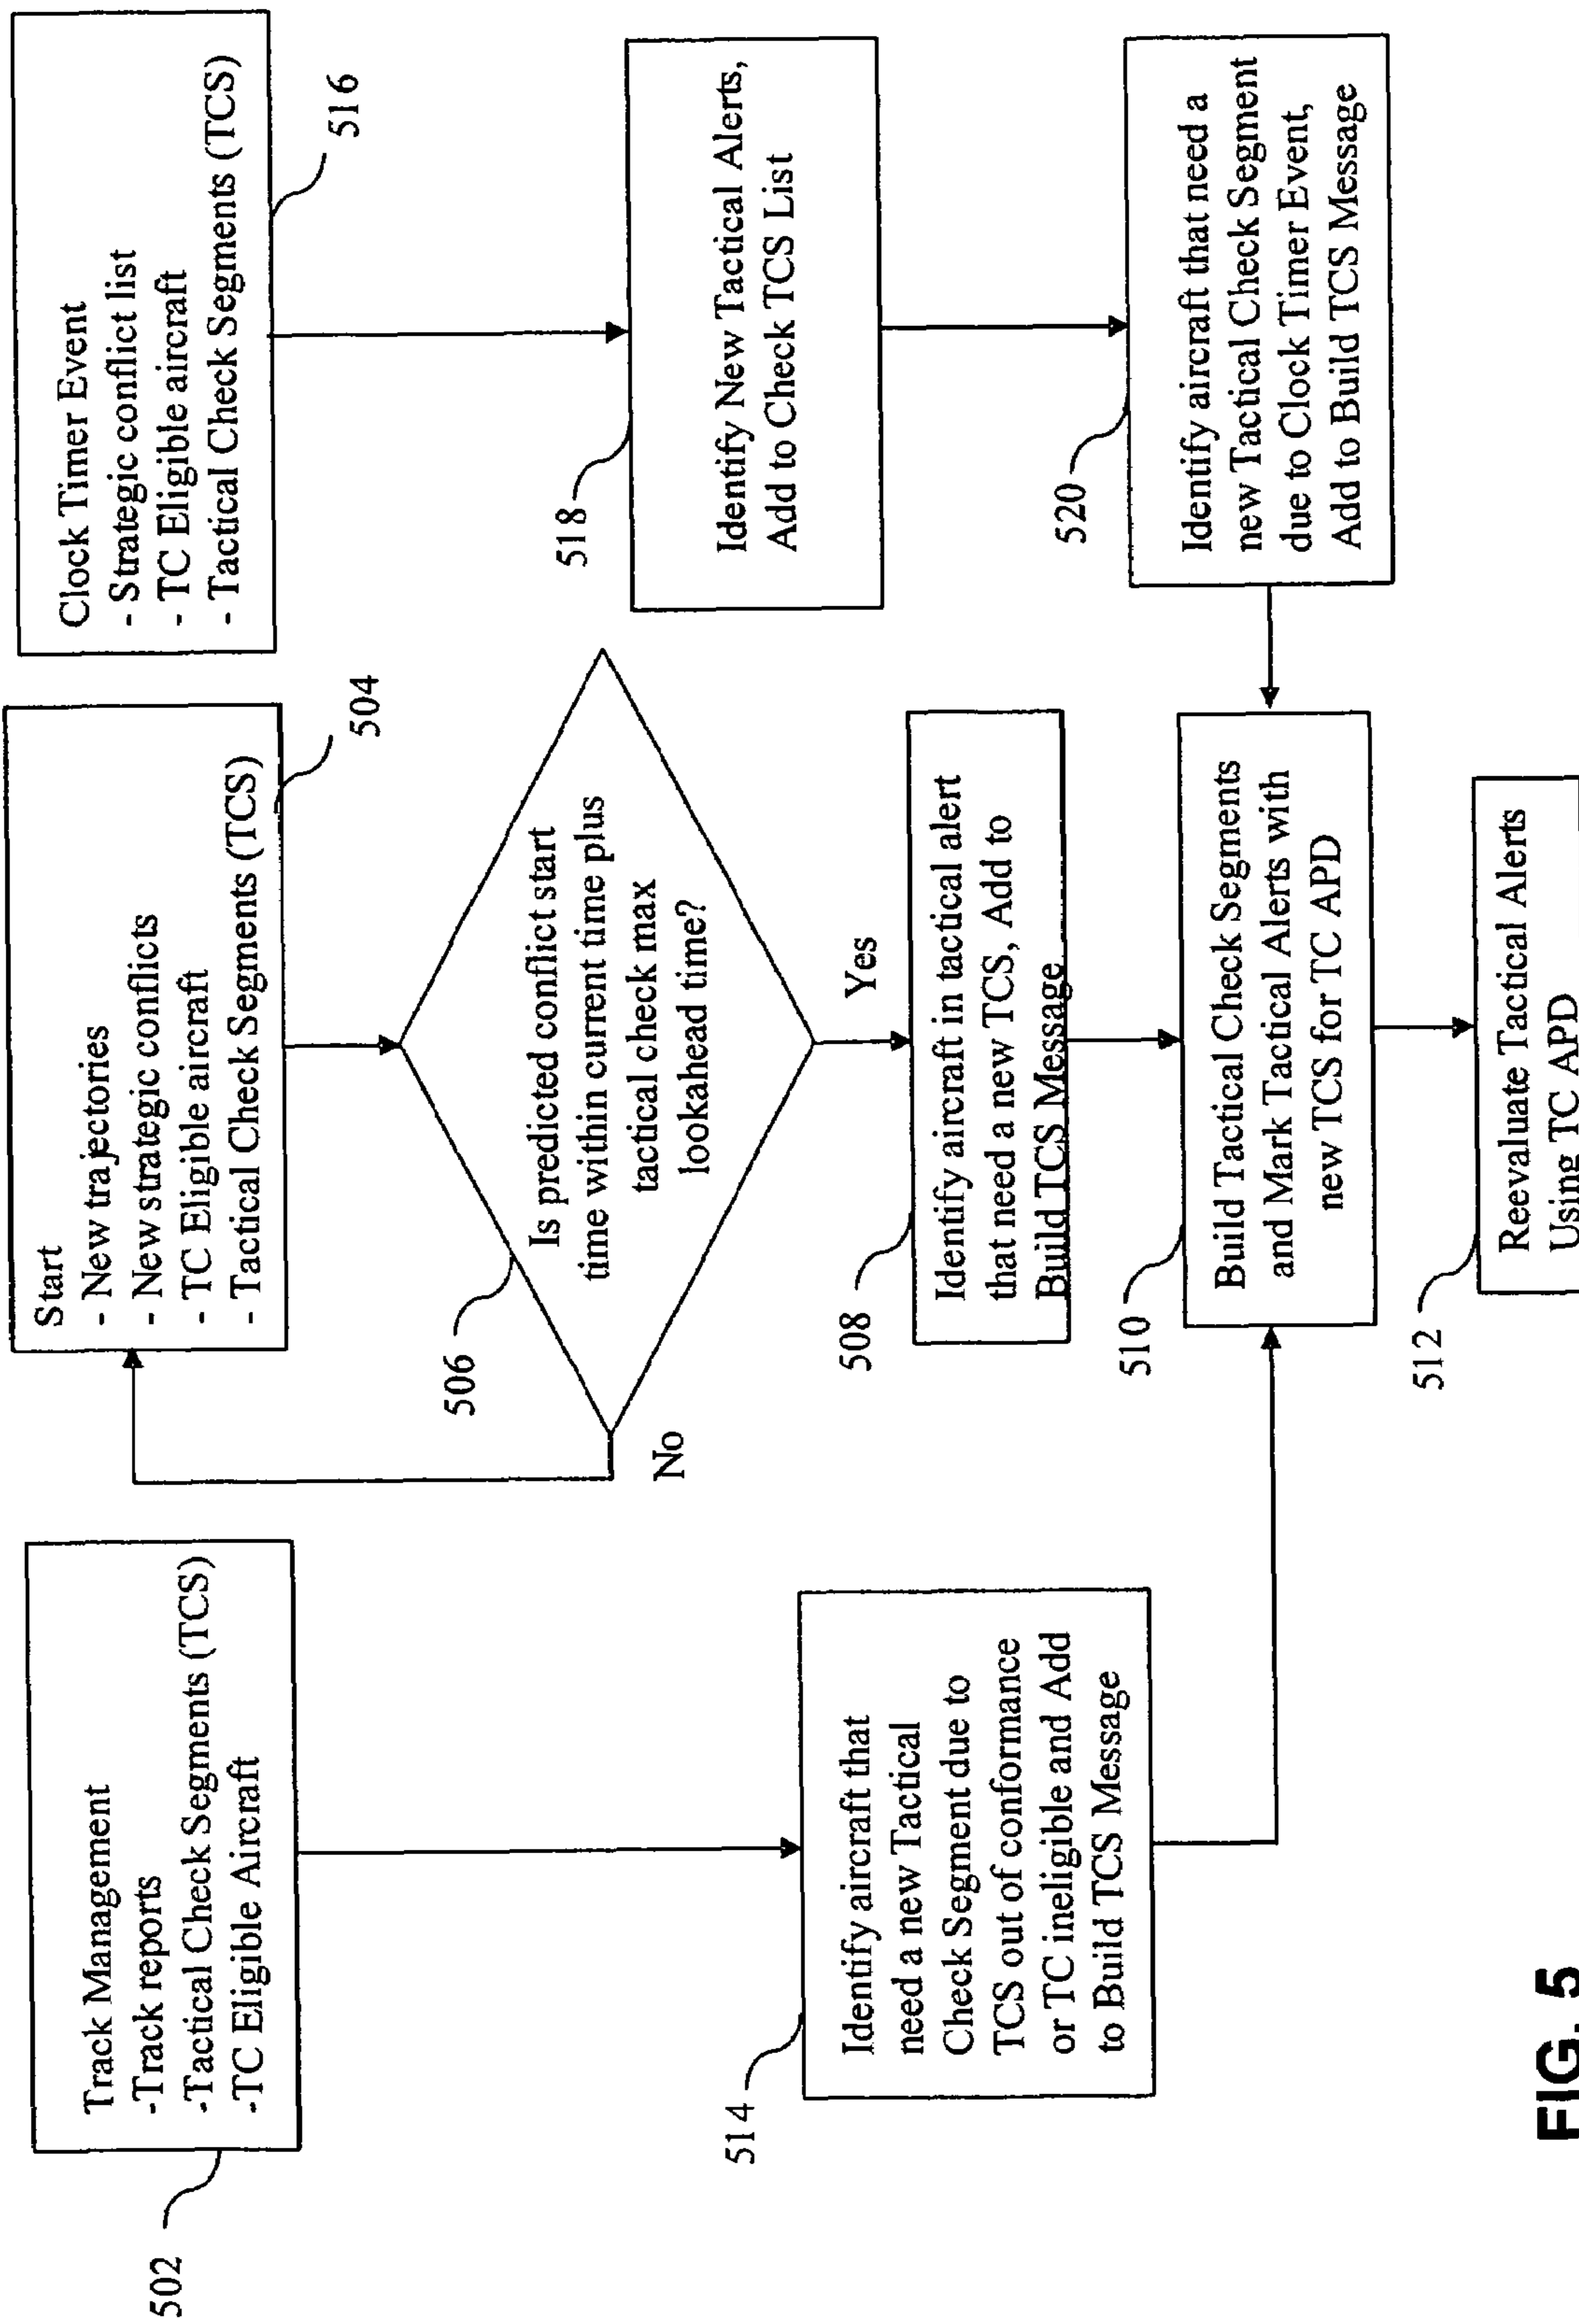 Track Management
-Track reports
-Tactical Check Segments (TCS)
-TC Eligible Aircraft
502
Start
- New trajectories
- New strategic conflicts
- TC Eligible aircraft
- Tactical Check Segments (TCS)
504
Clock Timer Event
- Strategic conflict list
- TC Eligible aircraft
- Tactical Check Segments (TCS)
516
506
Is predicted conflict start
time within current time plus
tactical check max
lookahead time?
No
Yes
518
Identify New Tactical Alerts,
Add to Check TCS List
514
Identify aircraft that
need a new Tactical
Check Segment due to
TCS out of conformance
or TC ineligible and Add
to Build TCS Message
508
Identify aircraft in tactical alert
that need a new TCS, Add to
Build TCS Message
520
Identify aircraft that need a
new Tactical Check Segment
due to Clock Timer Event,
Add to Build TCS Message
510
Build Tactical Check Segments
and Mark Tactical Alerts with
new TCS for TC APD
512
Reevaluate Tactical Alerts
Using TC APD
FIG. 5